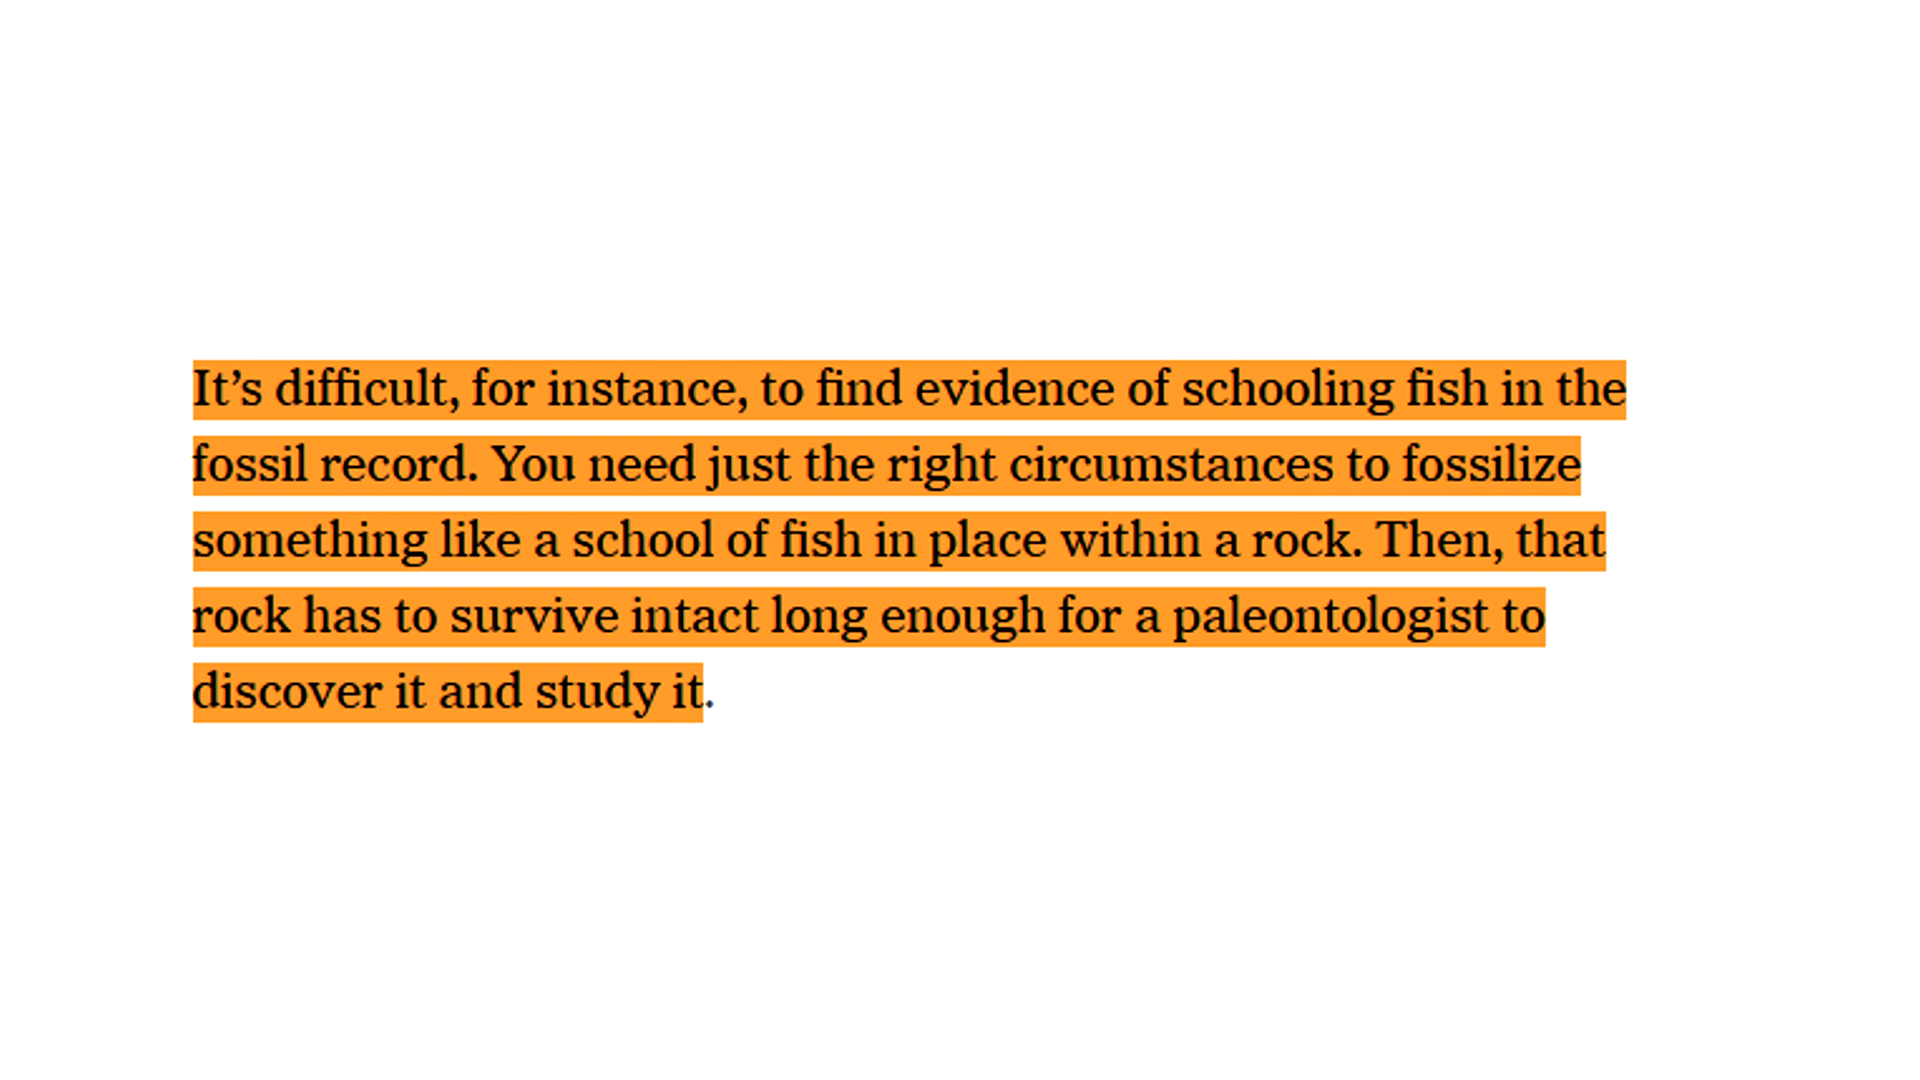 It’s difficult, for instance, to find evidence of schooling fish in the
fossil record. You need just the right circumstances to fossilize
something like a school of fish in place within a rock. Then, that
rock has to survive intact long enough for a paleontologist to
discover it and study it.